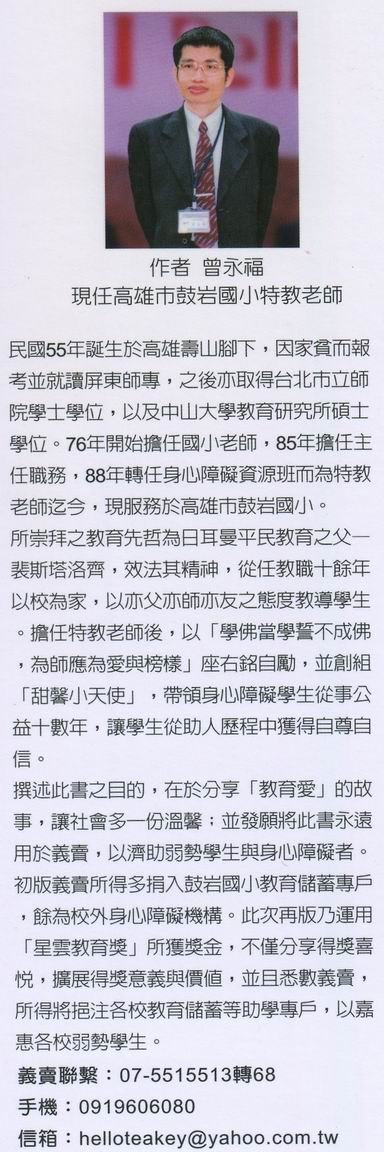 作者 曾永福
現任高雄市鼓岩國小特教老師
民國55年誕生於高雄壽山腳下，因家貧而報
考並就讀屏東師專，之後亦取得台北市立師
院學士學位，以及中山大學教育研究所碩士
學位。76年開始擔任國小老師，85年擔任主
任職務，88年轉任身心障礙資源班而為特教
老師迄今，現服務於高雄市鼓岩國小。
所崇拜之教育先哲為日耳曼平民教育之父—
裴斯塔洛齊，效法其精神，從任教職十餘年
以校為家，以亦父亦師亦友之態度教導學生
。擔任特教老師後，以「學佛當學誓不成佛
，為師應為愛與榜樣」座右銘自勵，並創組
「甜馨小天使」，帶領身心障礙學生從事公
益十數年，讓學生從助人歷程中獲得自尊自
信。
撰述此書之目的，在於分享「教育愛」的故
事，讓社會多一份溫馨；並發願將此書永遠
用於義賣，以濟助弱勢學生與身心障礙者。
初版義賣所得多捐入鼓岩國小教育儲蓄專戶
，餘為校外身心障礙機構。此次再版乃運用
「星雲教育獎」所獲獎金，不僅分享得獎喜
悅，擴展得獎意義與價值，並且悉數義賣，
所得將挹注各校教育儲蓄等助學專戶，以嘉
惠各校弱勢學生。
義賣聯繫：07-5515513轉68
手機：0919606080
信箱：helloteakey@yahoo.com.tw